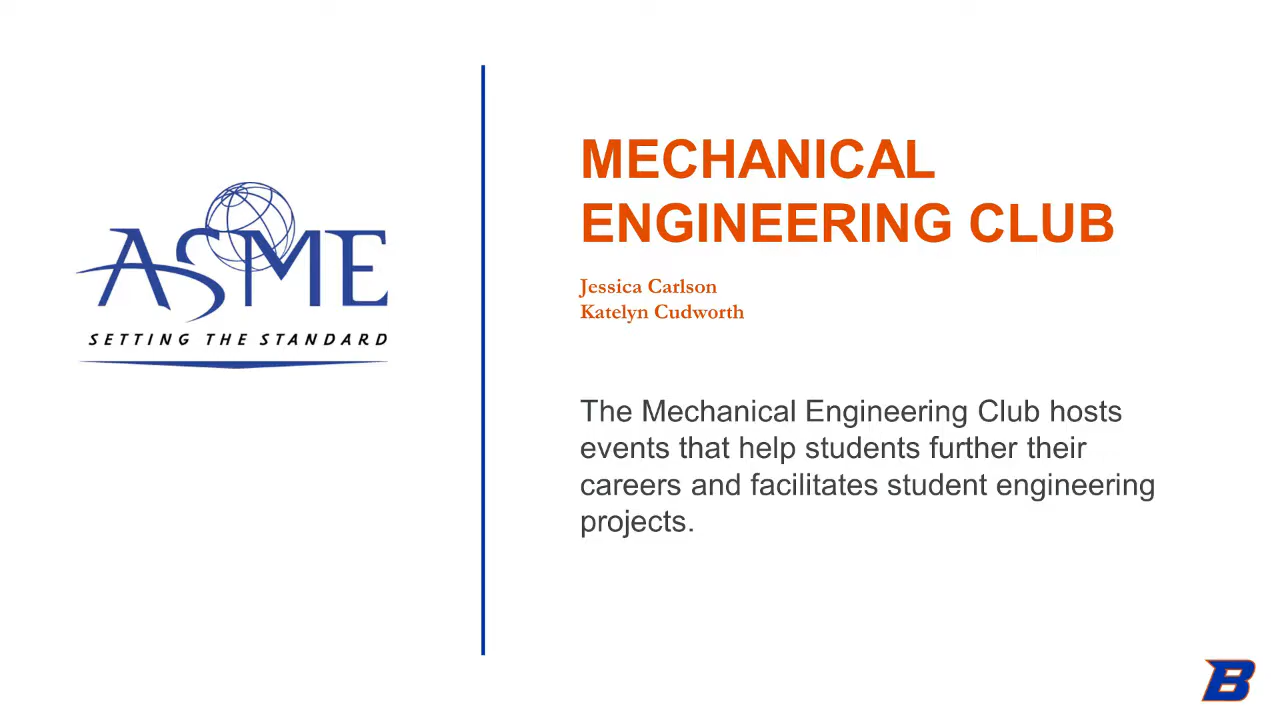 ASME
SETTING THE STANDARD
MECHANICAL
ENGINEERING CLUB
Jessica Carlson
Katelyn Cudworth
The Mechanical Engineering Club hosts
events that help students further their
careers and facilitates student engineering
projects.
B